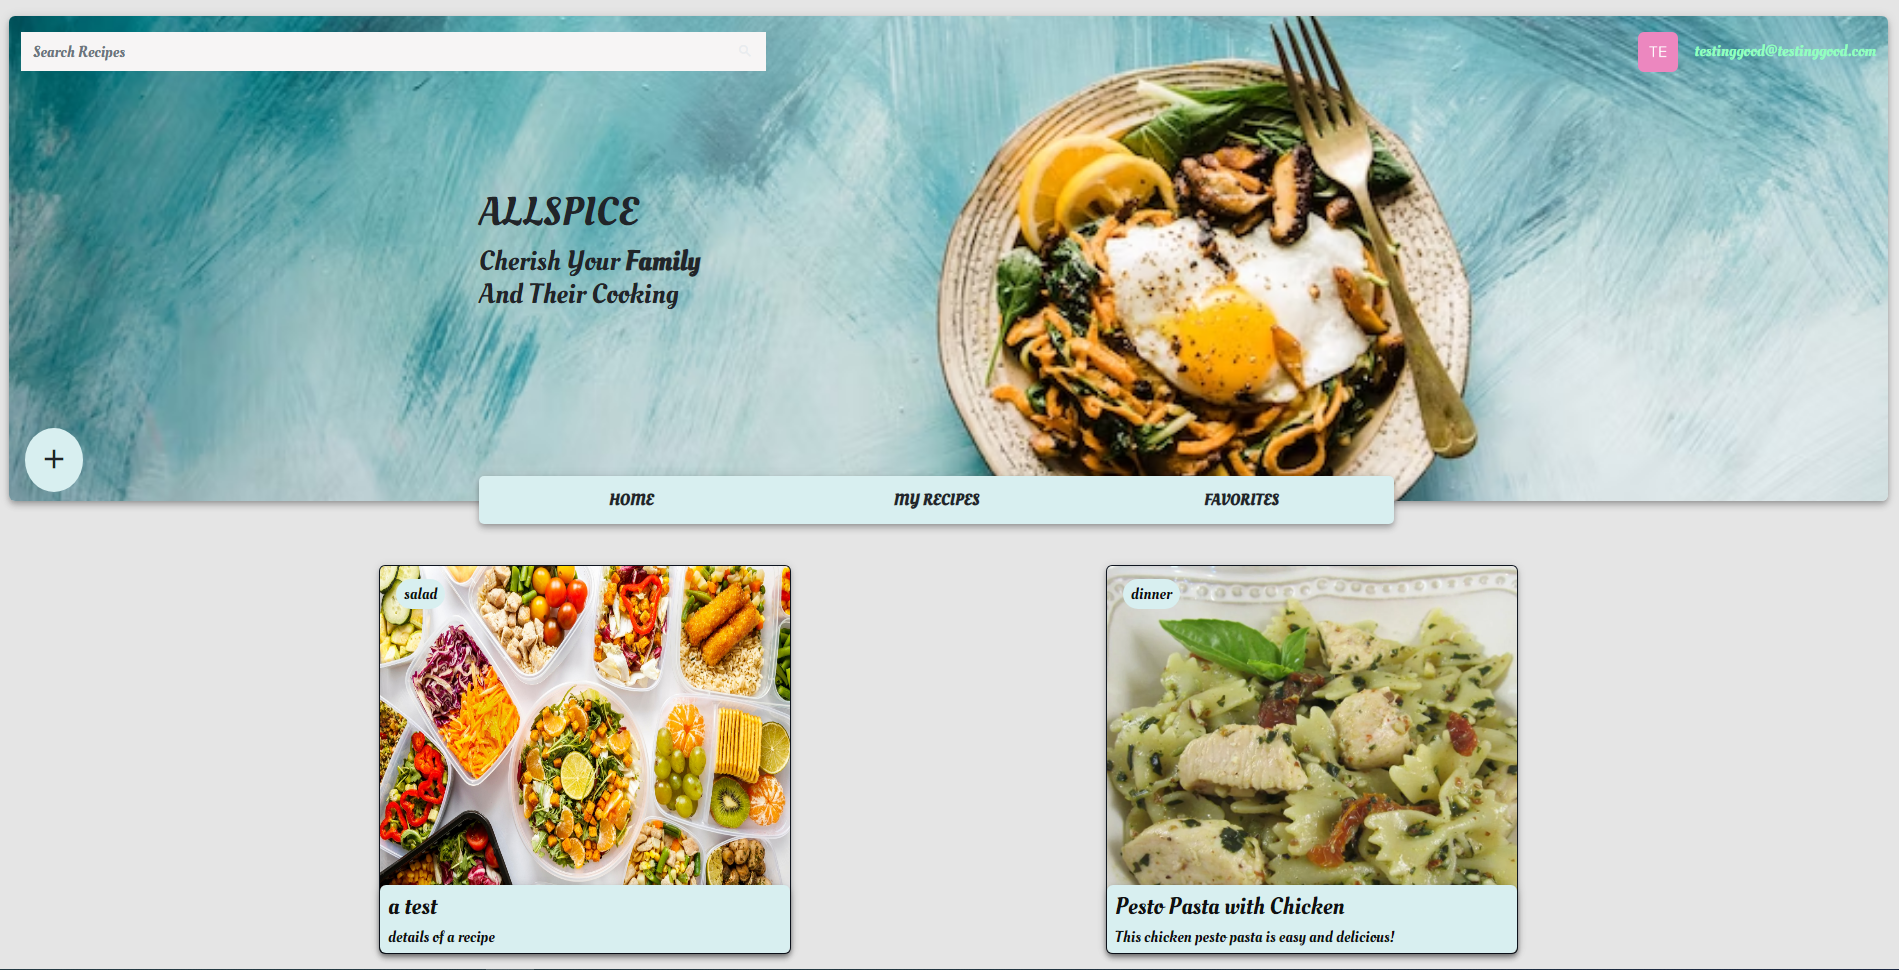 Search Recipes
TE
testinggood@testinggood.com
ALLSPICE
Cherish Your Family
And Their Cooking
+
HOME
MY RECIPES
FAVORITES
salad
a test
details of a recipe
dinner
Pesto Pasta with Chicken
This chicken pesto pasta is easy and delicious!